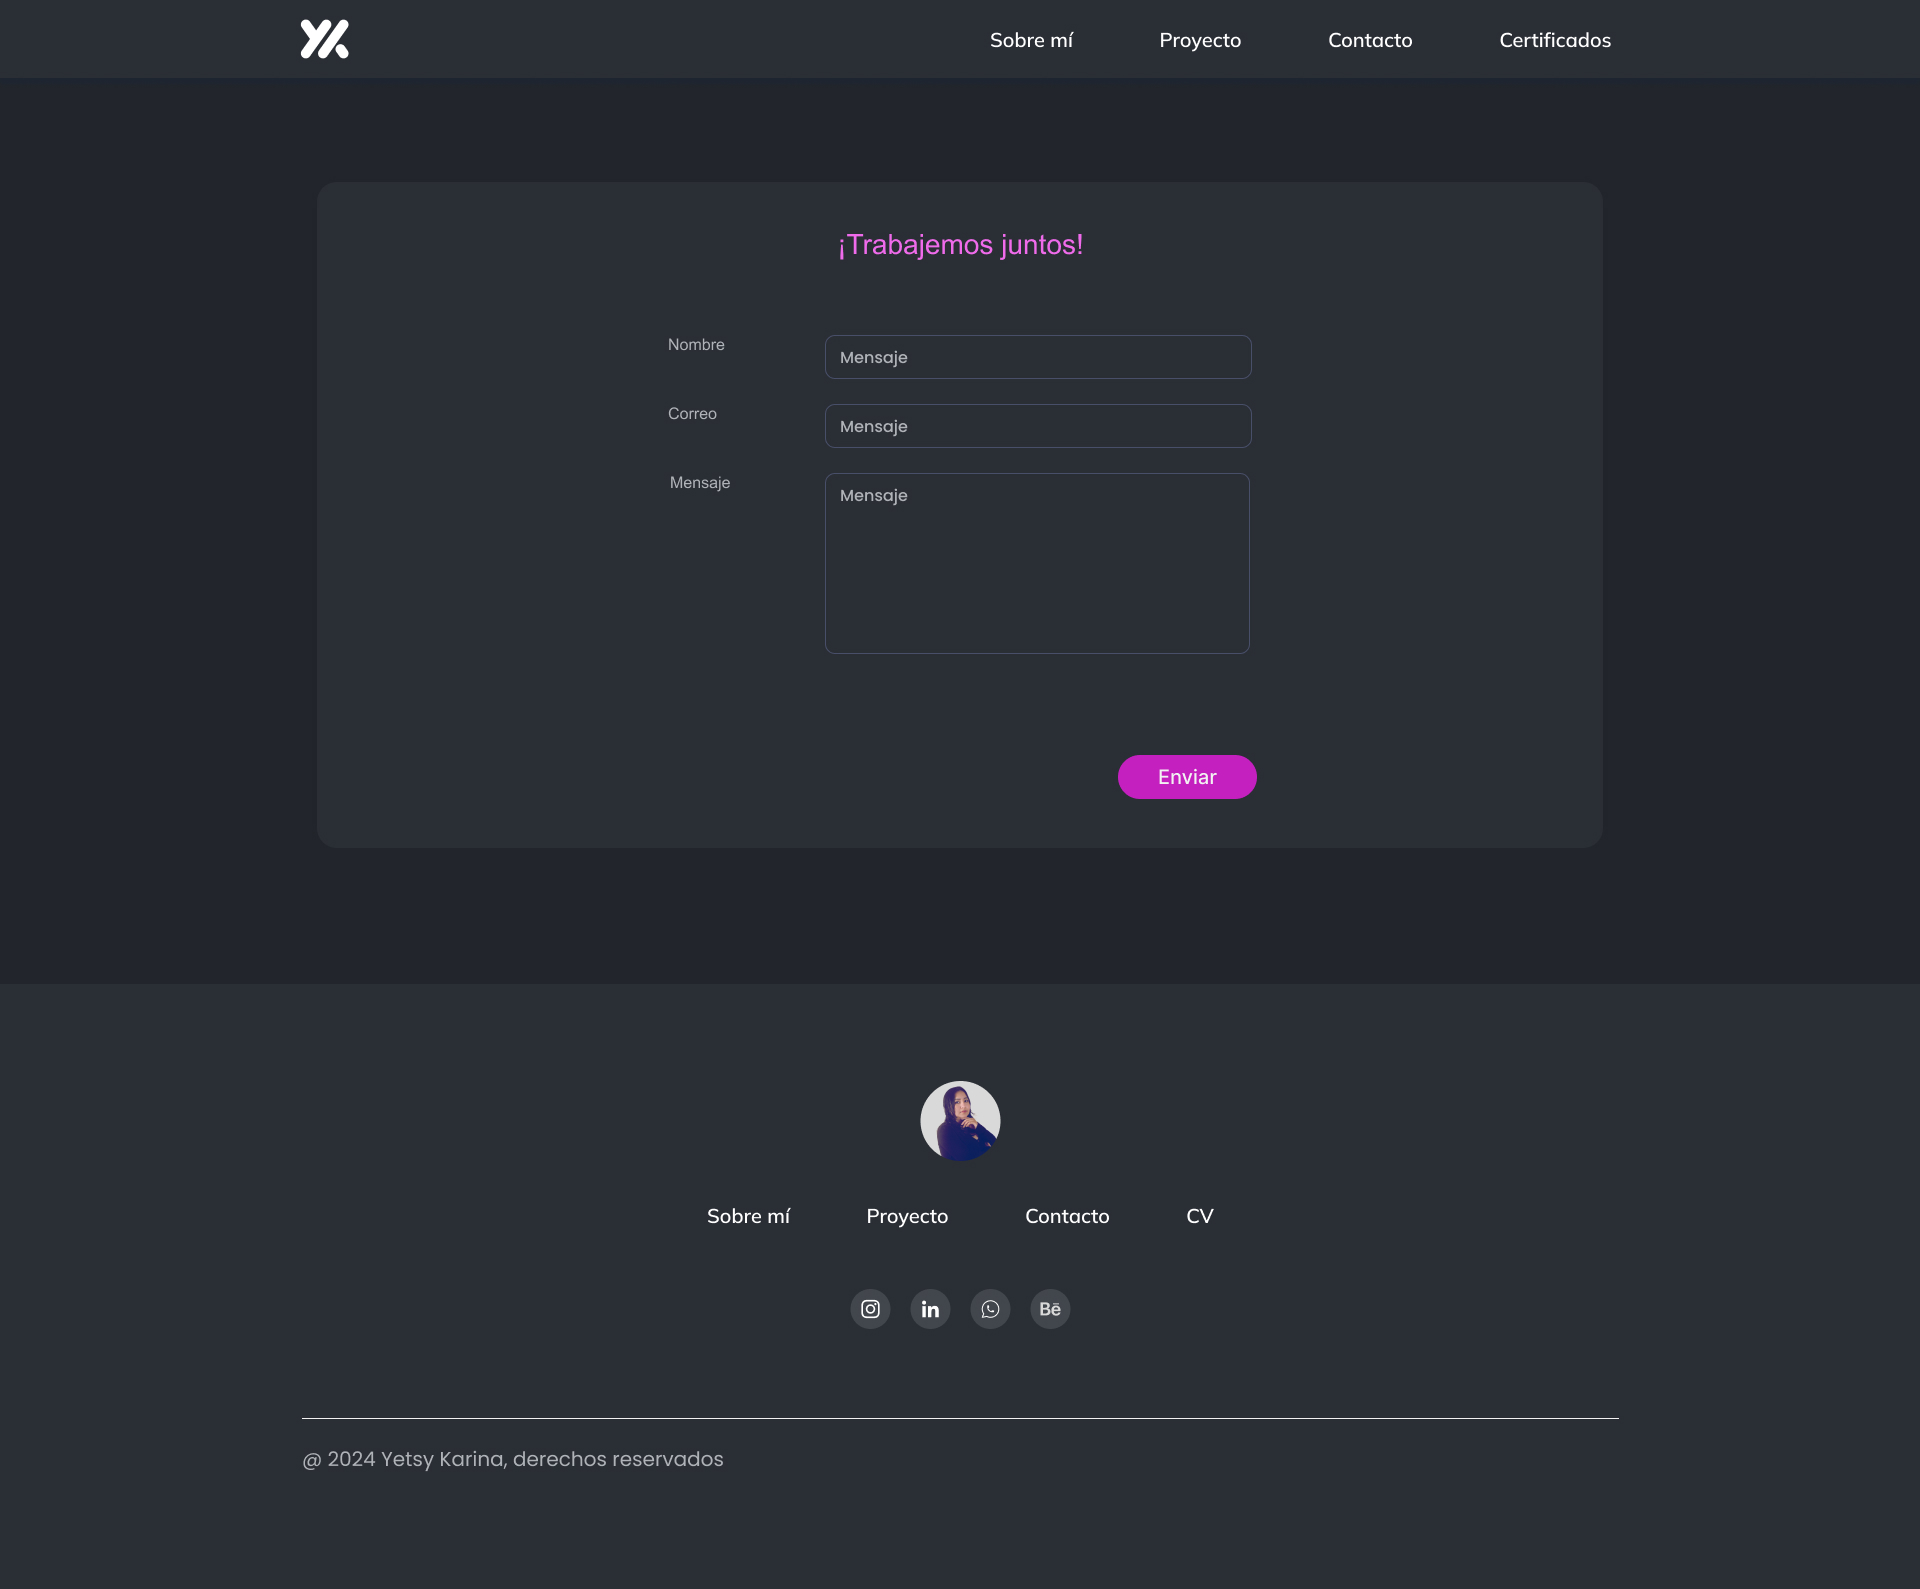 Sobre mí Proyecto Contacto Certificados
¡Trabajemos juntos!
Nombre Mensaje
Correo Mensaje
Mensaje Mensaje
Enviar
Sobre mí Proyecto Contacto CV
in Bē
@ 2024 Yetsy Karina, derechos reservados